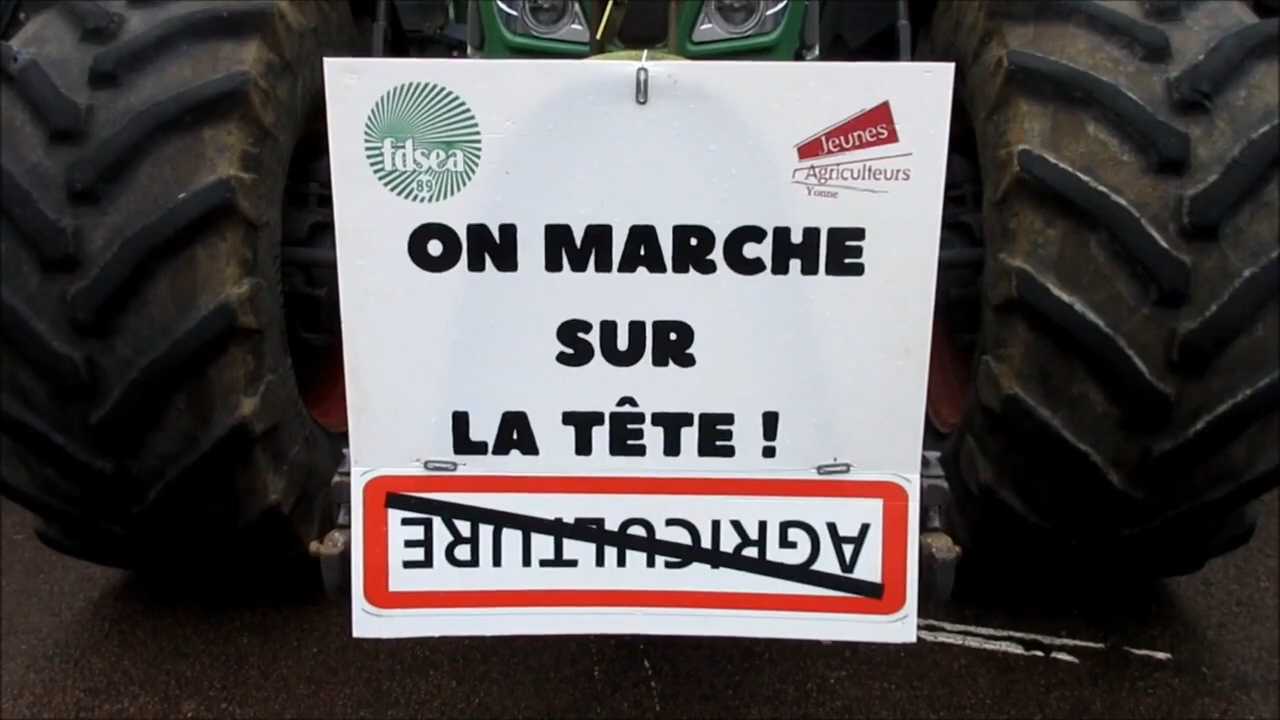 fdsea
89
Jeunes
Agriculteurs
Yonne
ON MARCHE
SUR
LA TÊTE !
AGRICULTURE